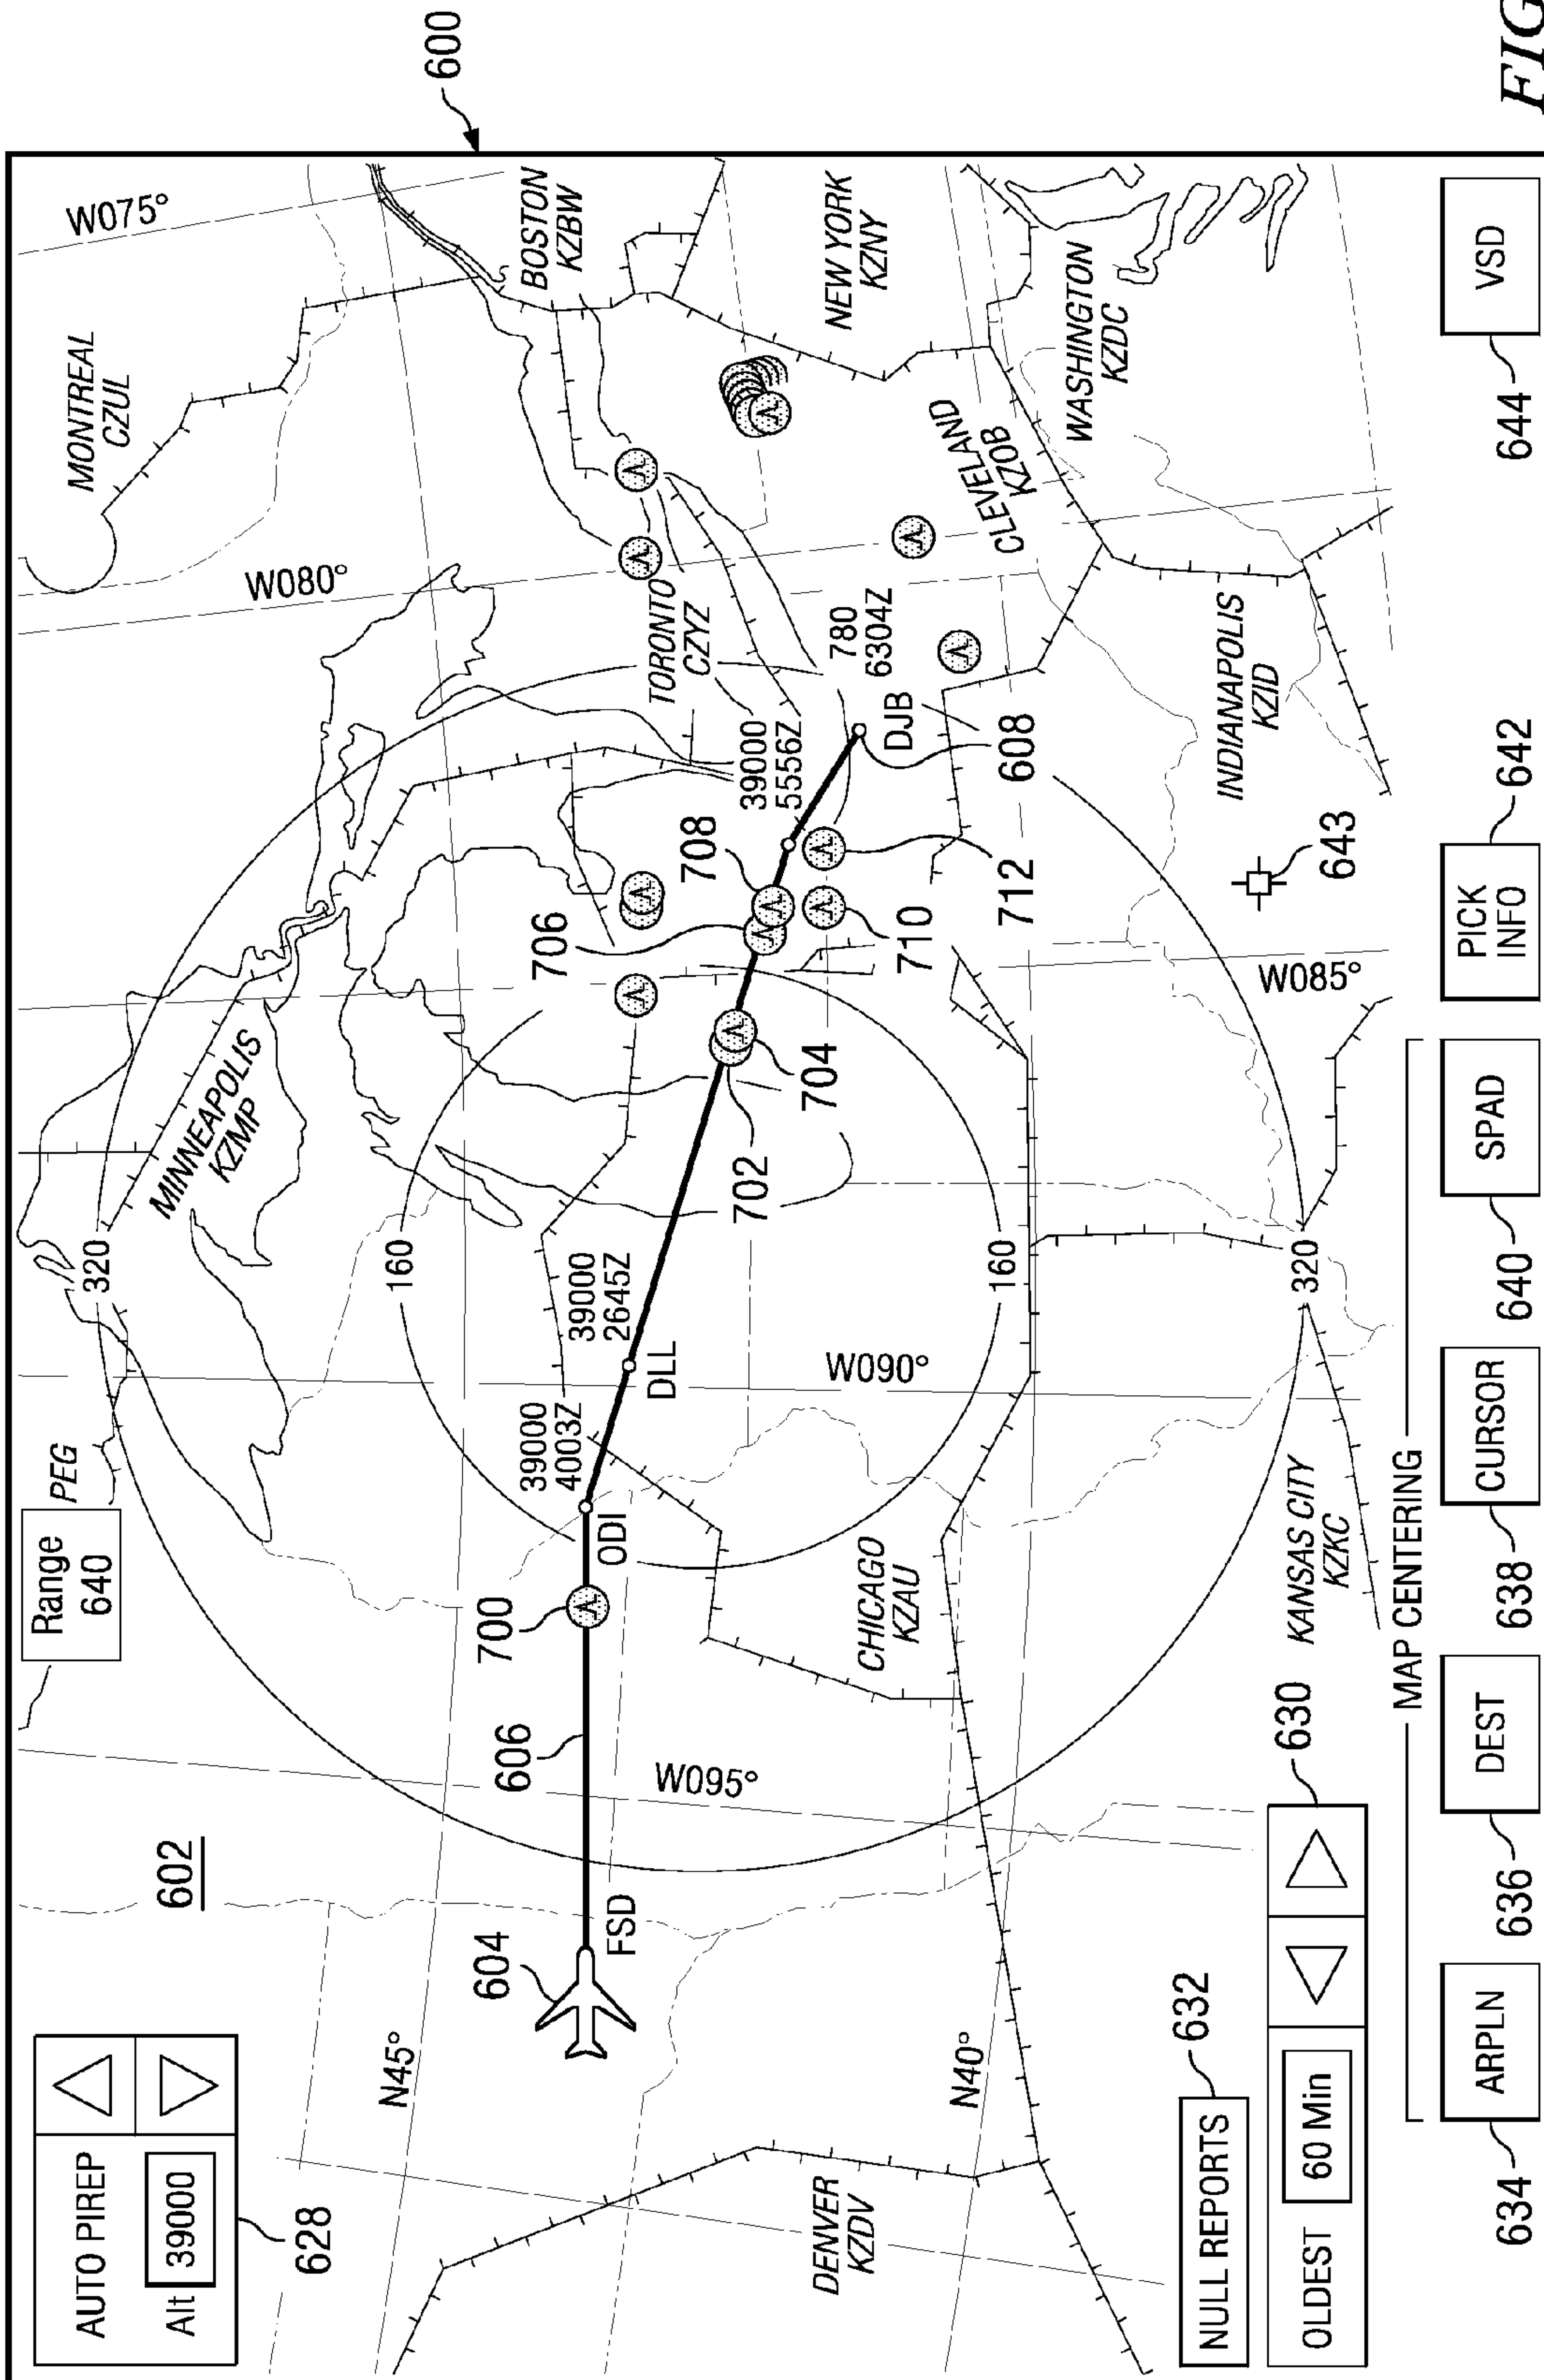 600
AUTO PIREP
Alt 39000
628
602
Range
640
PEG
320
MINNEAPOLIS
KZMP
W080°
MONTREAL
CZUL
W075°
N45°
604
FSD
606
W095°
700
ODI
39000
4003Z
DLL
39000
2645Z
160
702
704
706
708
710
712
39000
5556Z
TORONTO
CZYZ
780
6304Z
DJB
608
BOSTON
KZBW
NEW YORK
KZNY
CLEVELAND
KZOB
WASHINGTON
KZDC
DENVER
KZDV
N40°
CHICAGO
KZAU
W090°
160
W085°
INDIANAPOLIS
KZID
643
320
KANSAS CITY
KZKC
NULL REPORTS
632
OLDEST 60 Min
630
MAP CENTERING
634
ARPLN
636
DEST
638
CURSOR
640
SPAD
PICK
INFO
642
644
VSD
FIG